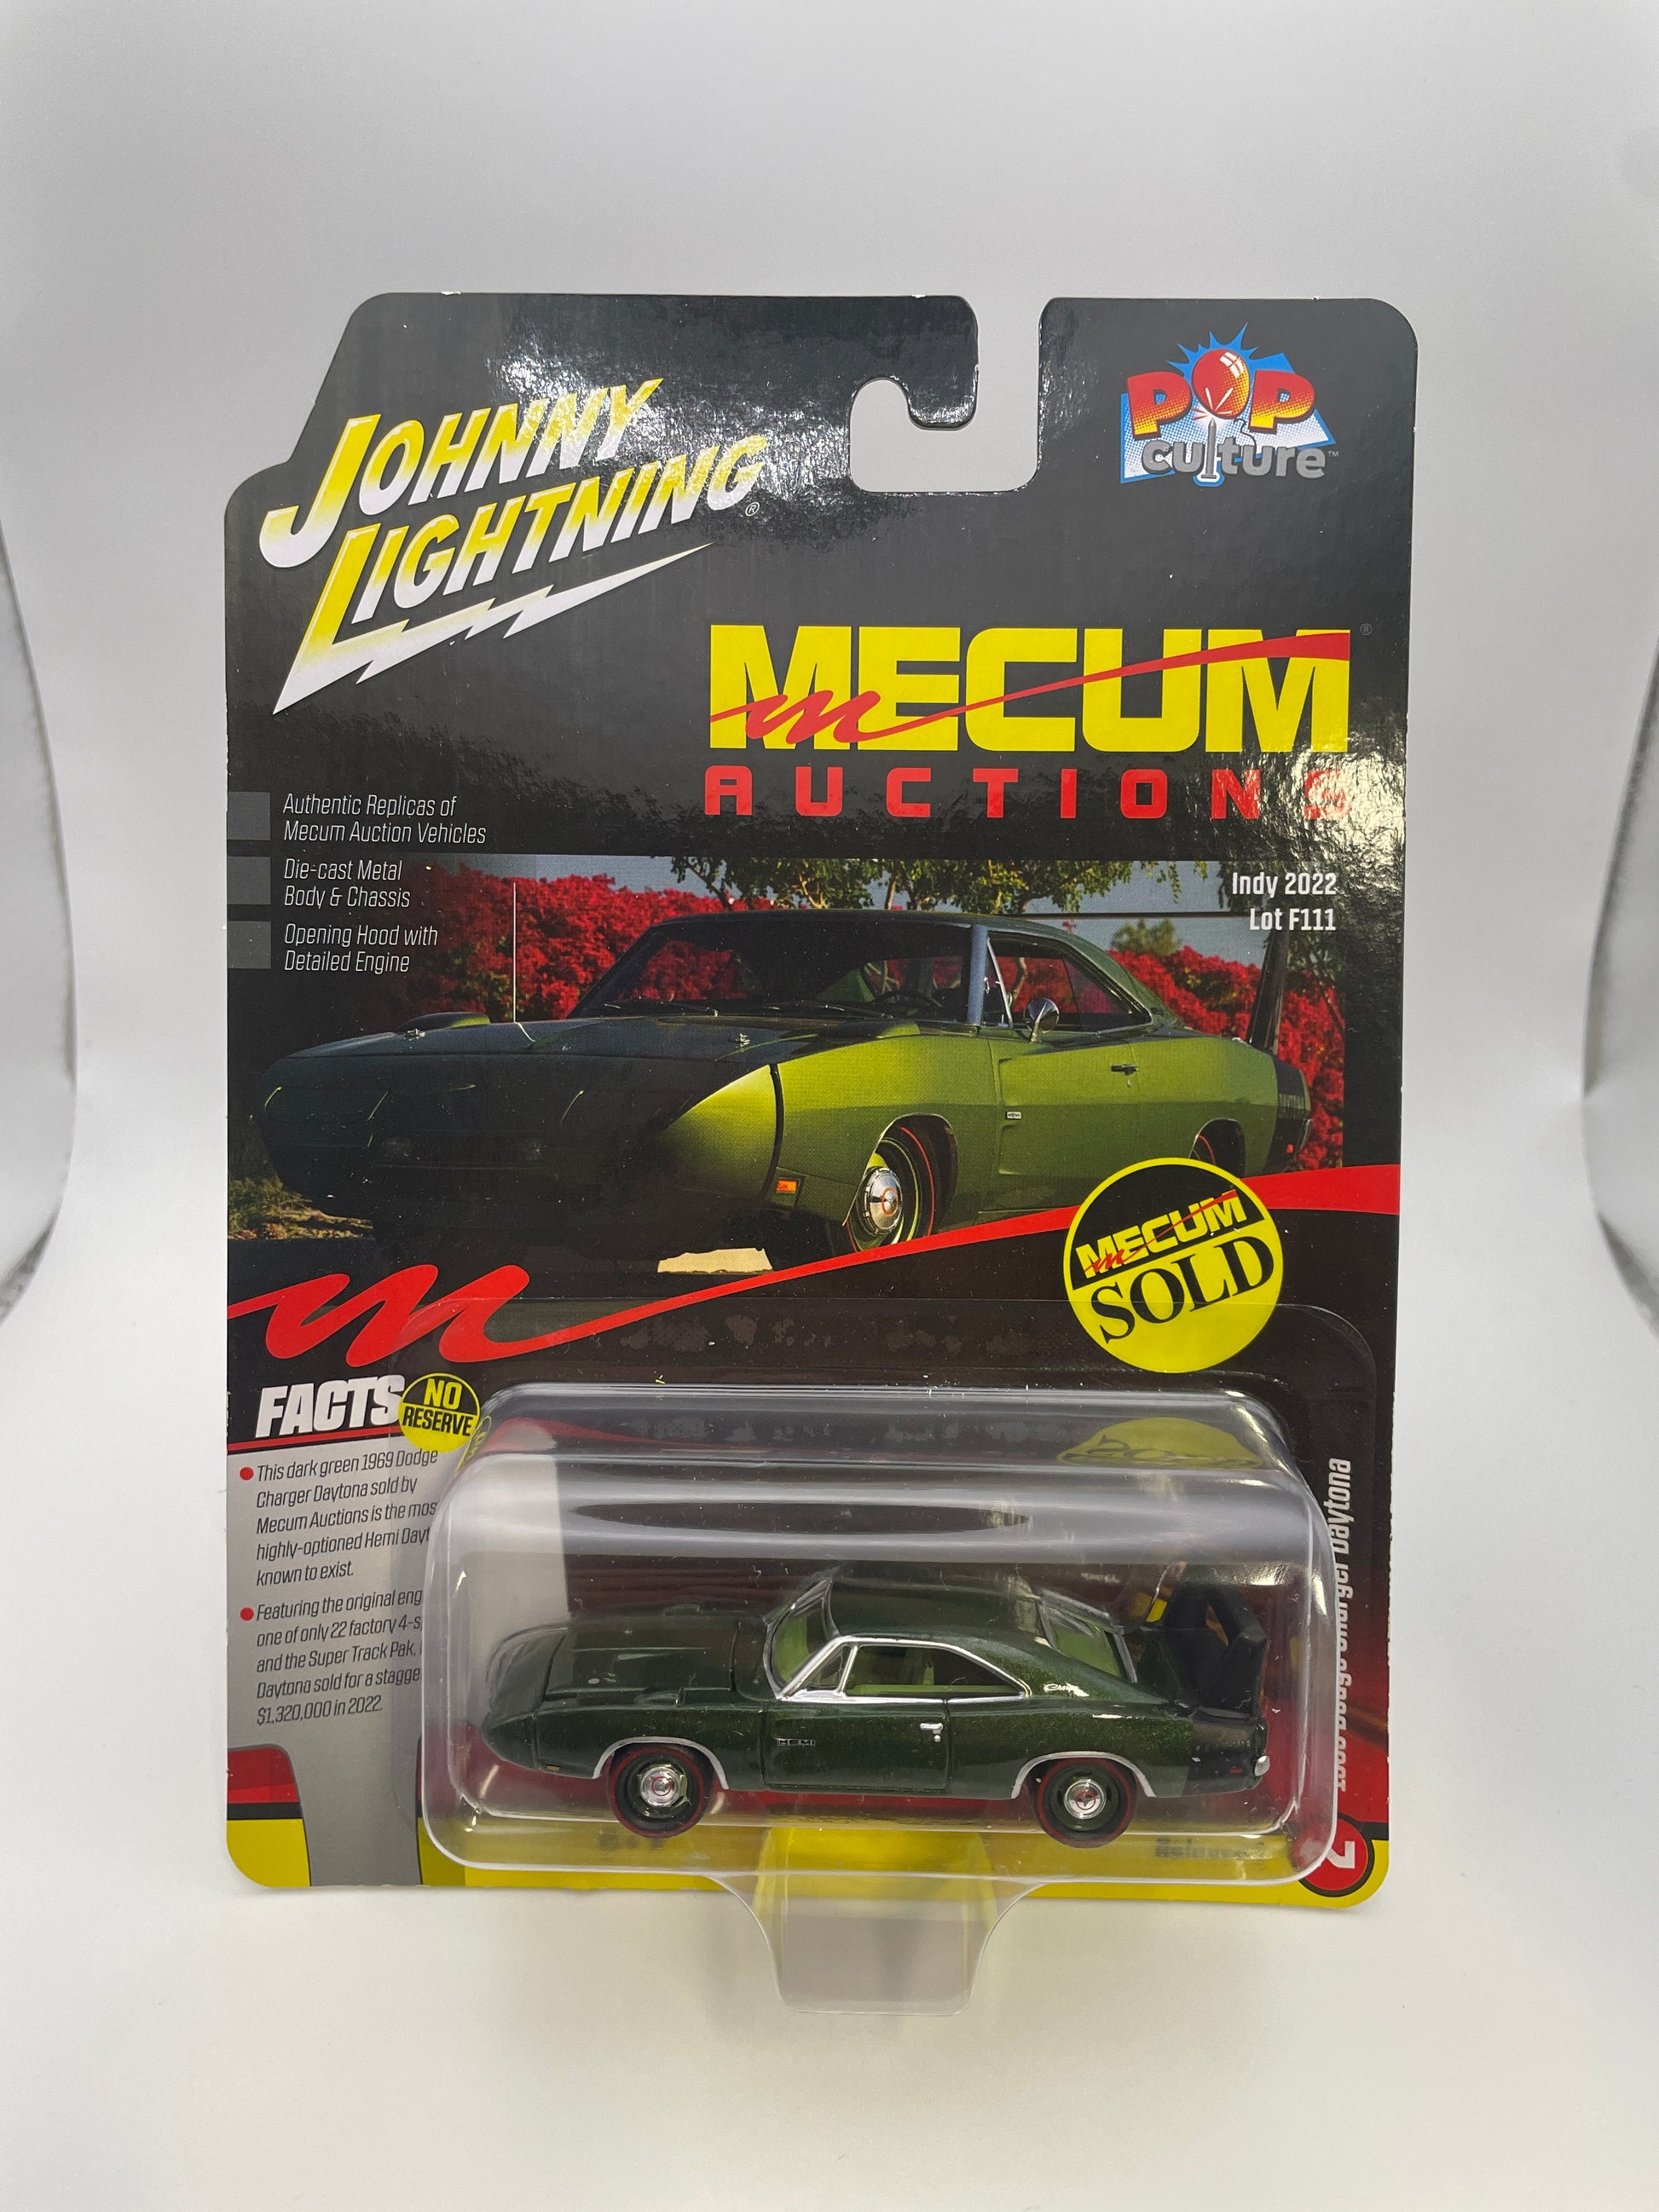 JOHNNY
LIGHTNING®
POP
culture™
MECUM®
AUCTIONS
Authentic Replicas of
Mecum Auction Vehicles
Die-cast Metal
Body & Chassis
Opening Hood with
Detailed Engine
Indy 2022
Lot F111
MECUM
SOLD
FACTS
NO
RESERVE
This dark green 1969 Dodge
Charger Daytona sold by
Mecum Auctions is the mos
highly-optioned Hemi Dayt
known to exist.
Featuring the original eng
one of only 22 factory 4-s
and the Super Track Pak,
Daytona sold for a stagge
$1,320,000 in 2022.
Charger Daytona
HEMI
2